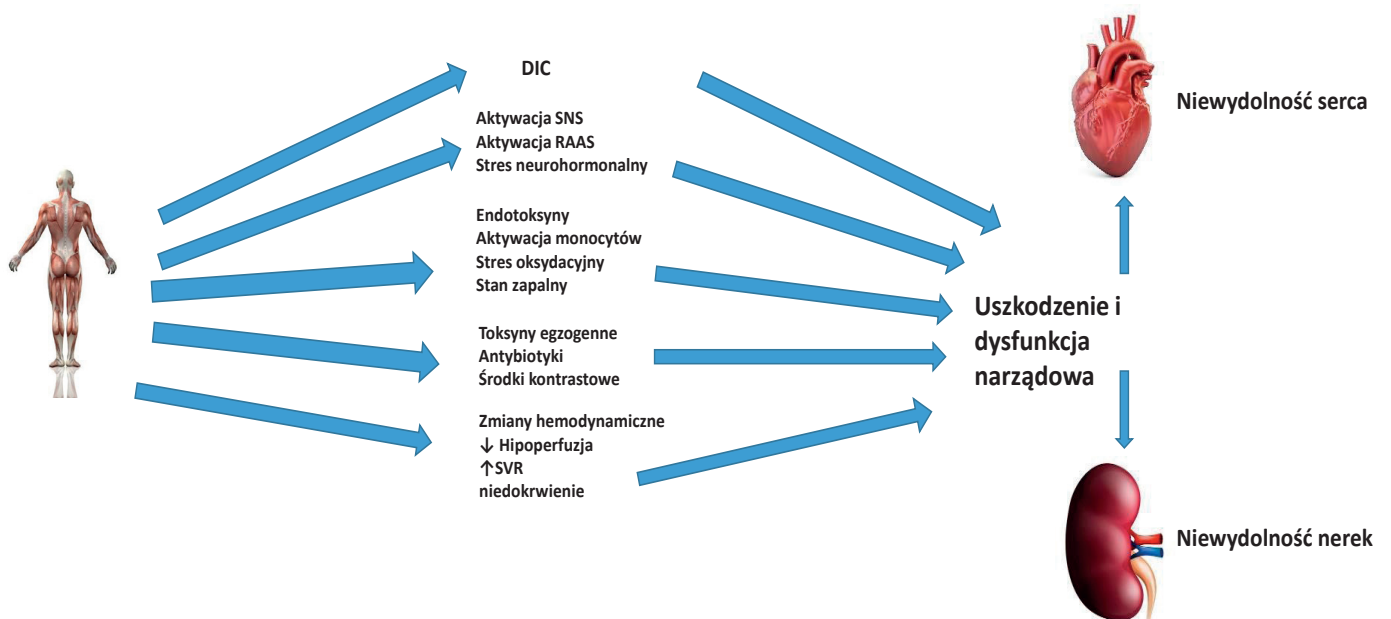 DIC
Aktywacja SNS
Aktywacja RAAS
Stres neurohormonalny
Endotoksyny
Aktywacja monocytów
Stres oksydacyjny
Stan zapalny
Toksyny egzogenne
Antybiotyki
Środki kontrastowe
Zmiany hemodynamiczne
↓ Hipoperfuzja
↑SVR
niedokrwienie
Uszkodzenie i
dysfunkcja
narządowa
Niewydolność serca
Niewydolność nerek